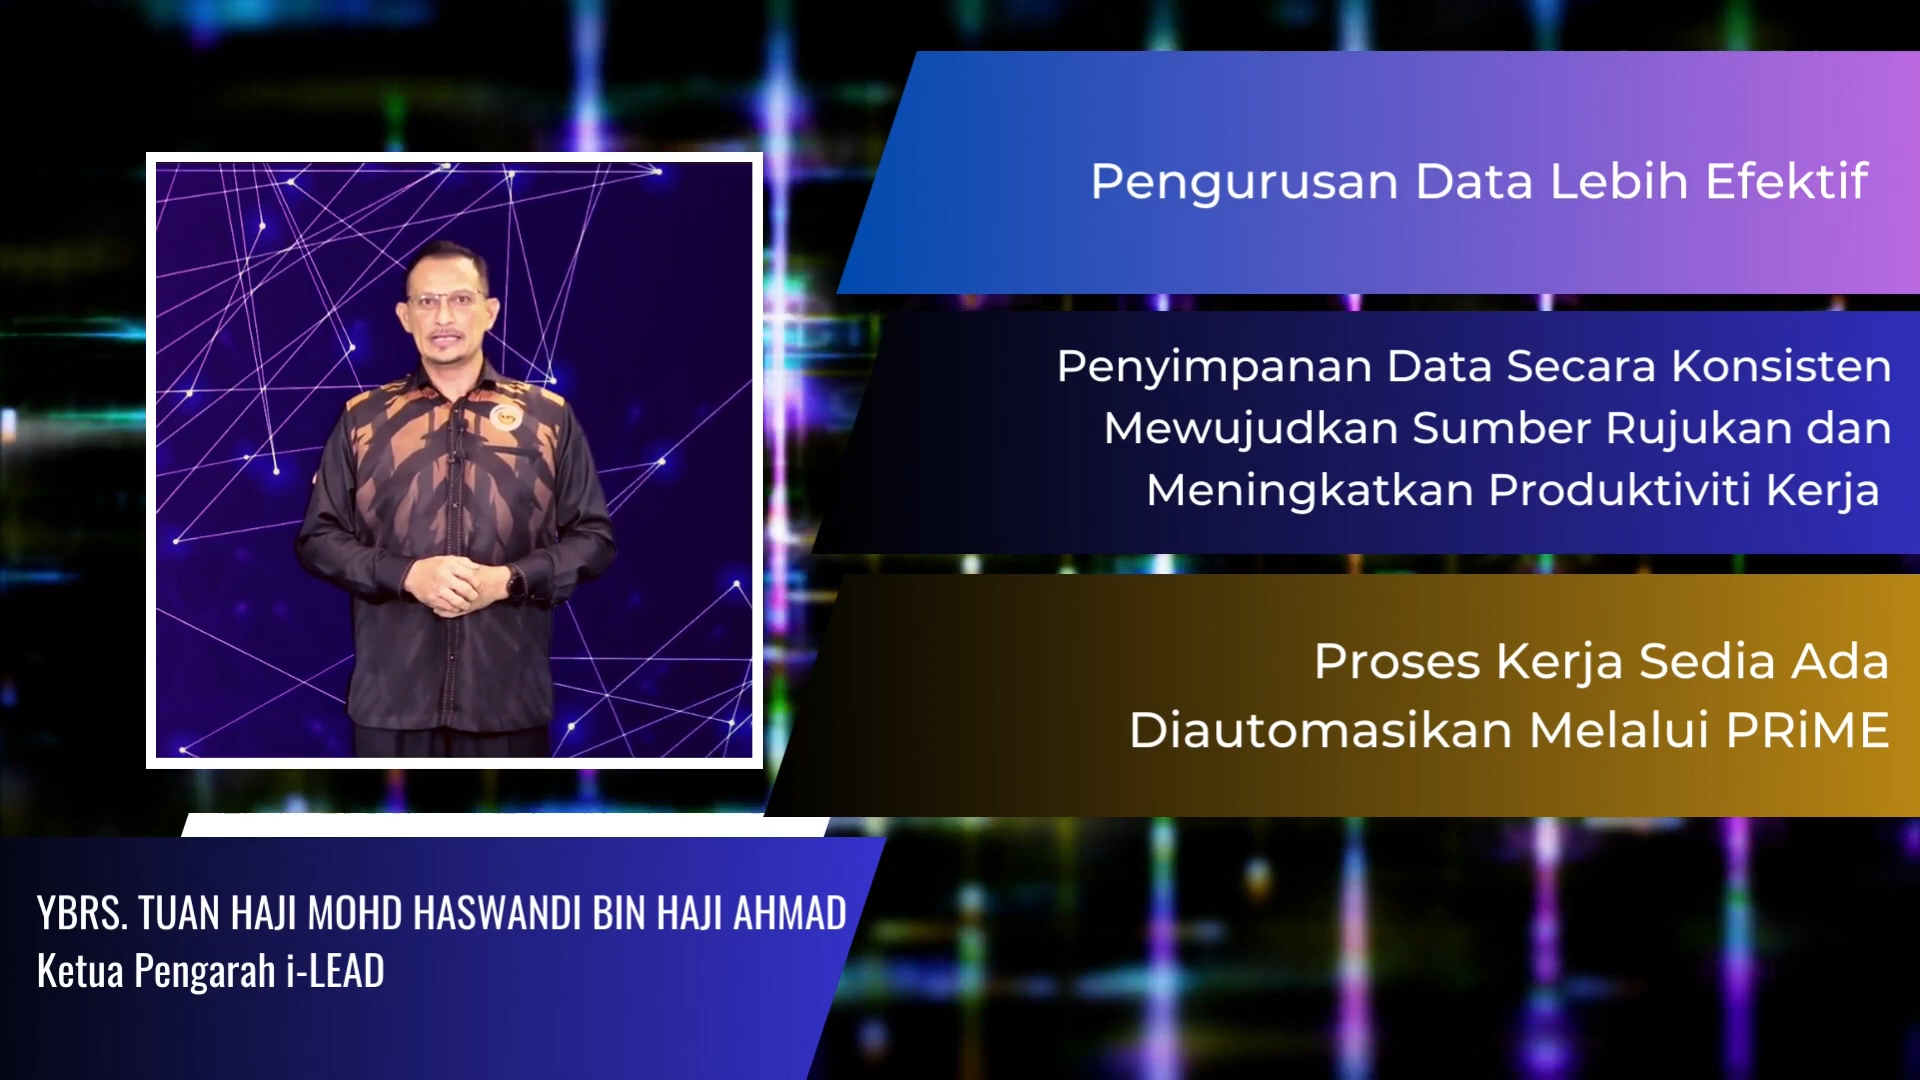 Pengurusan Data Lebih Efektif
Penyimpanan Data Secara Konsisten
Mewujudkan Sumber Rujukan dan
Meningkatkan Produktiviti Kerja
Proses Kerja Sedia Ada
Diautomasikan Melalui PRiME
YBRS. TUAN HAJI MOHD HASWANDI BIN HAJI AHMAD
Ketua Pengarah i-LEAD